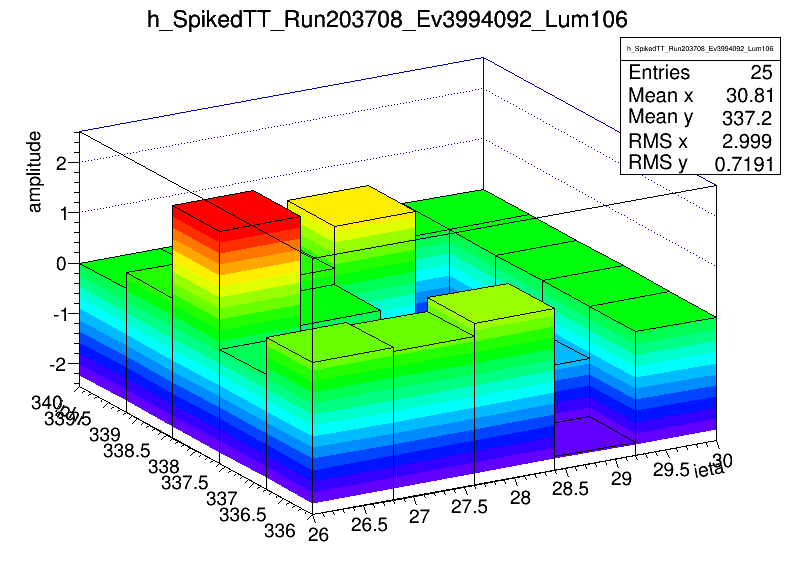 h_SpikedTT_Run203708_Ev3994092_Lum106
h_SpikedTT_Run203708_Ev3994092_Lum106
Entries 25
Mean x 30.81
Mean y 337.2
RMS x 2.999
RMS y 0.7191
amplitude
2
1
0
-1
-2
340
339.5
339
338.5
338
337.5
337
336.5
336
26
26.5
27
27.5
28
28.5
29
29.5
30
ieta